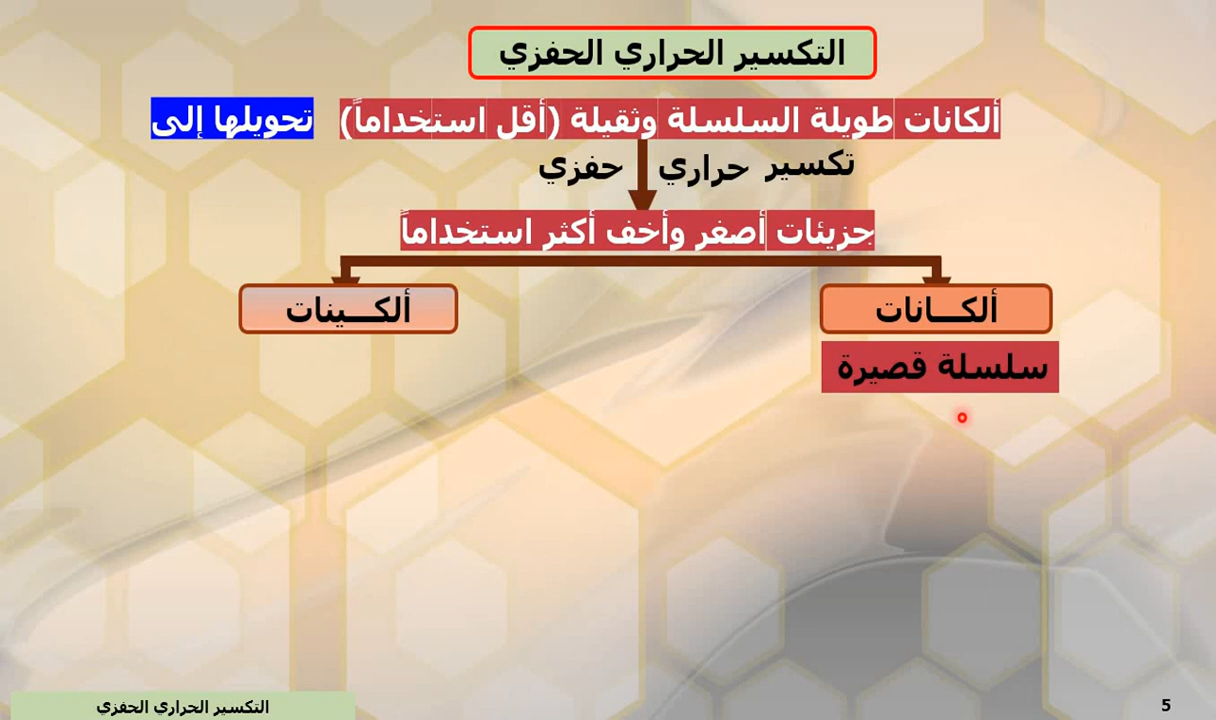 التكسير الحراري الحفزي
ألكانات طويلة السلسلة وثقيلة (أقل استخداماً) تحويلها إلى
تكسير حراري حفزي
جزيئات أصغر وأخف أكثر استخداماً
ألكـــانات
ألكـــينات
سلسلة قصيرة
التكسير الحراري الحفزي
5